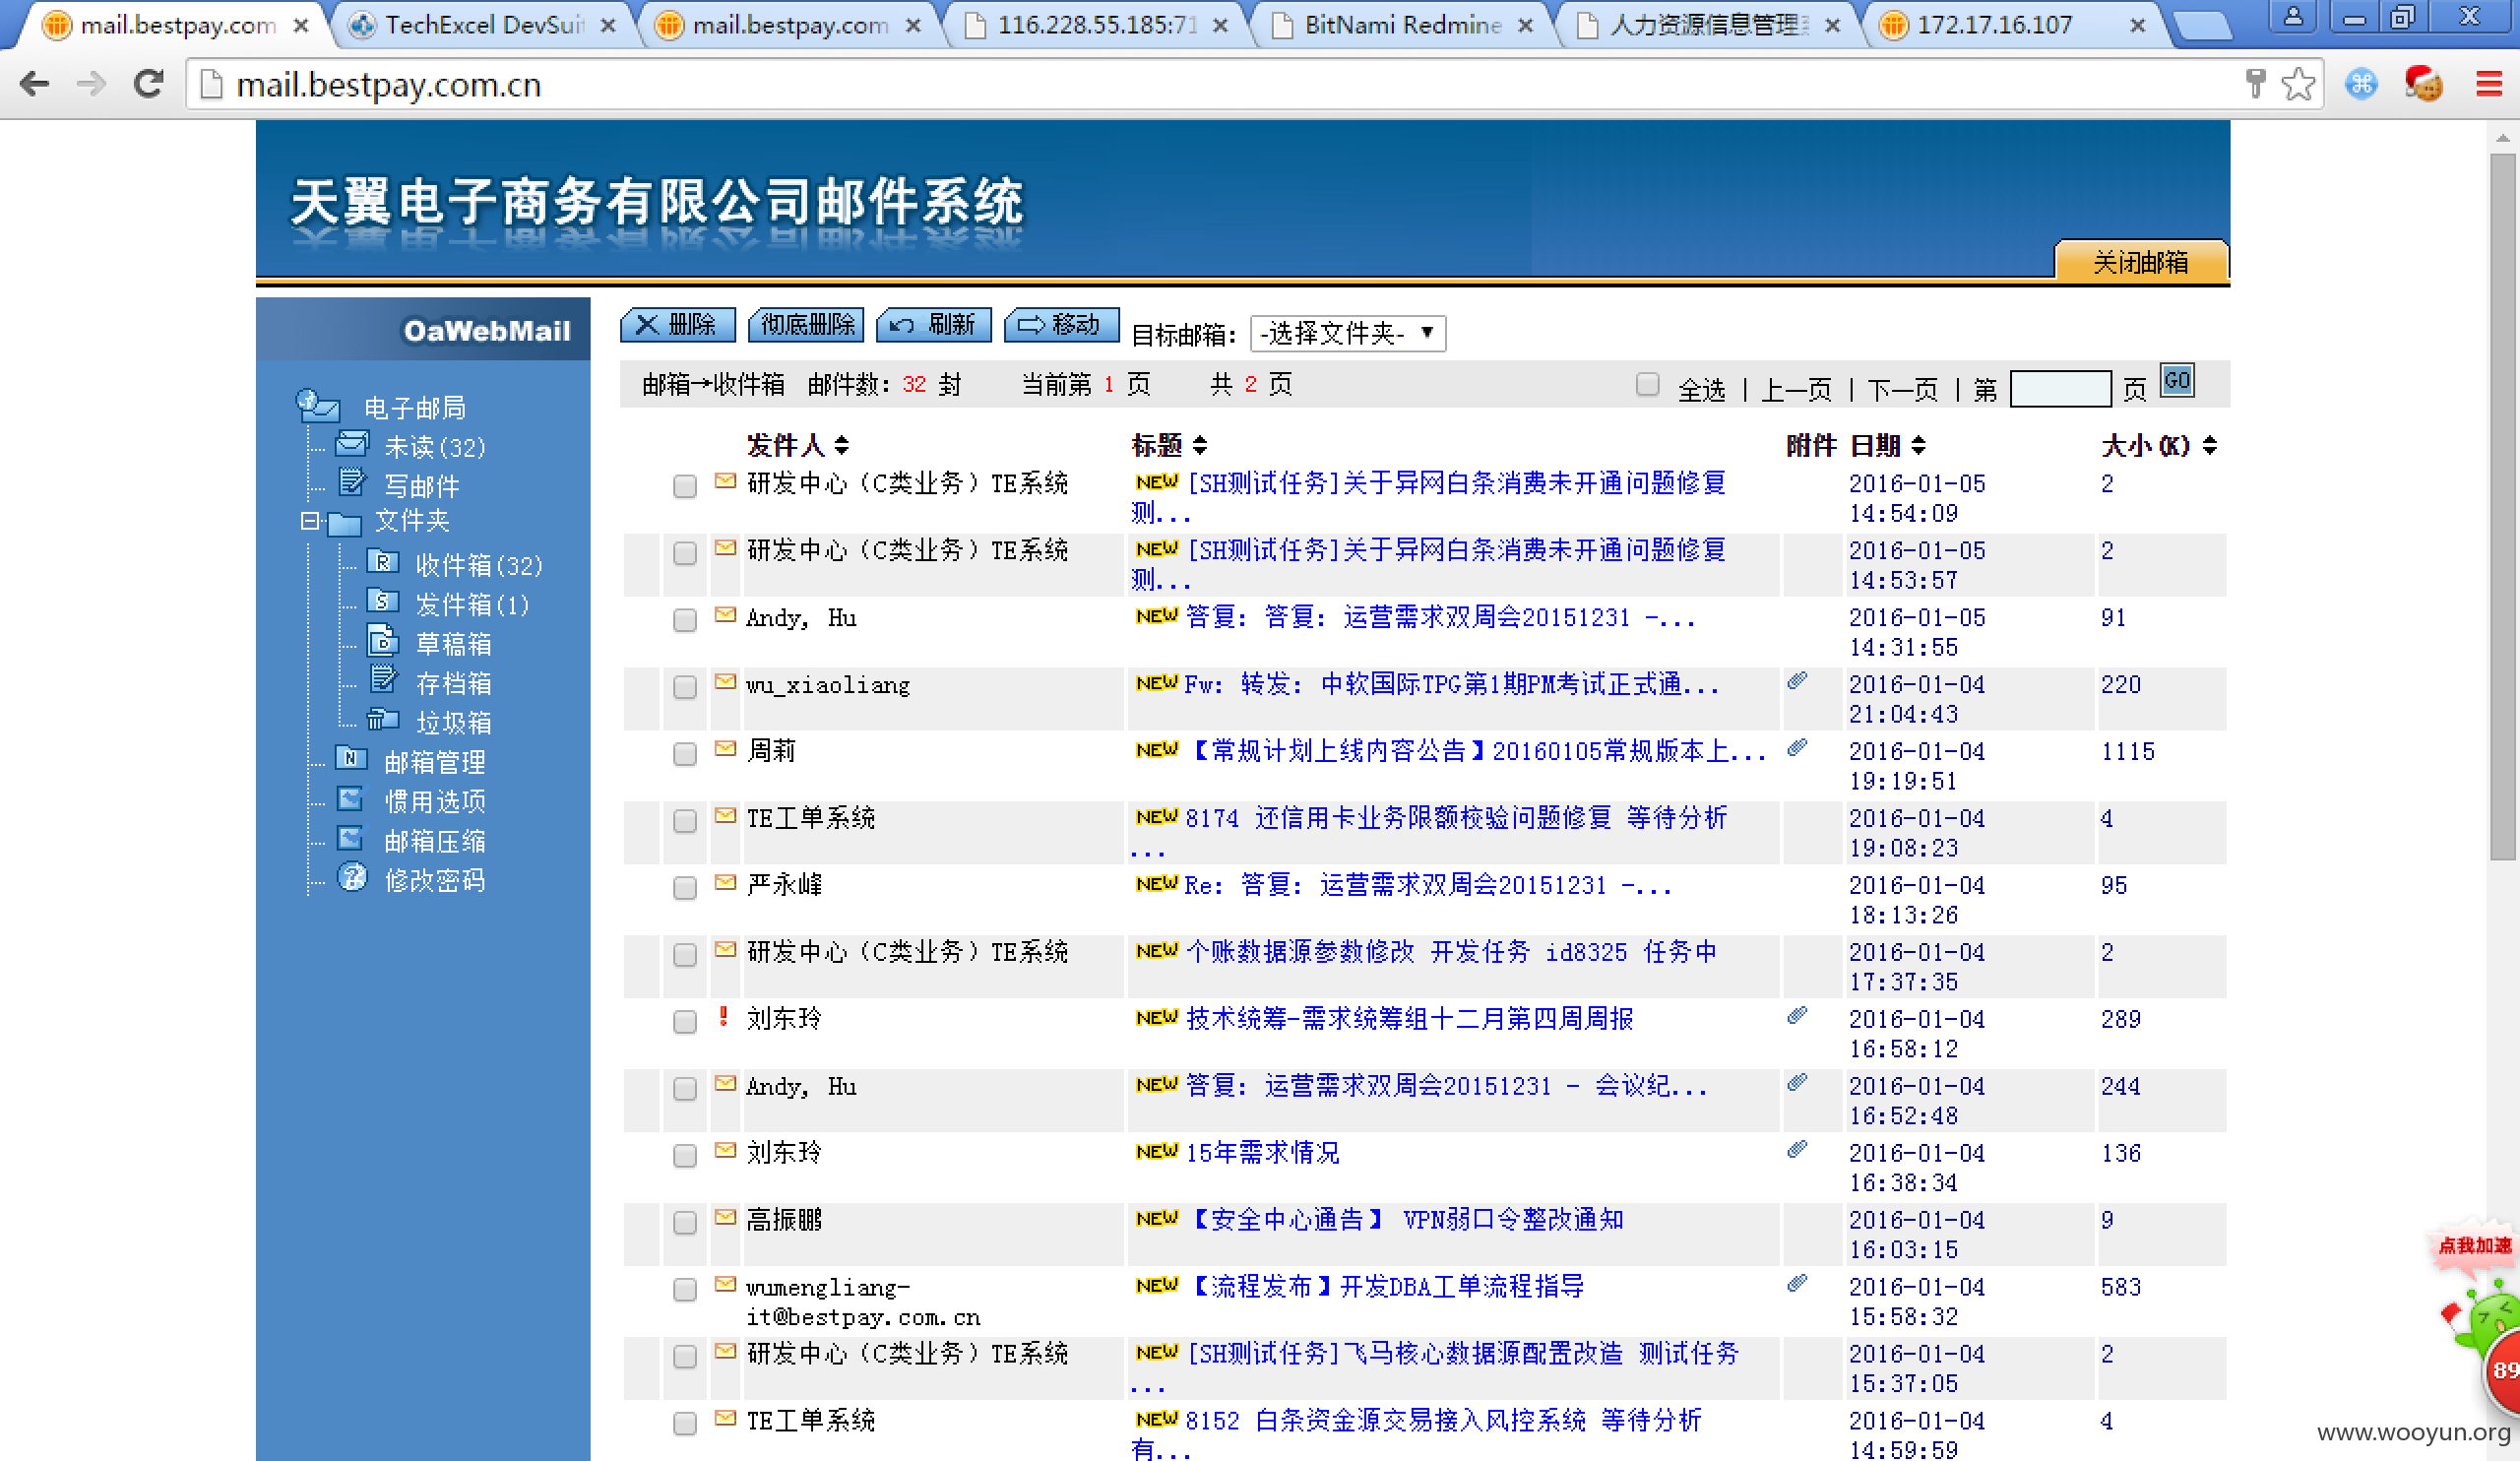 mail.bestpay.com
TechExcel DevSuit
mail.bestpay.com
116.228.55.185:71
BitNami Redmine
人力资源信息管理系
172.17.16.107
mail.bestpay.com.cn
天翼电子商务有限公司邮件系统
关闭邮箱
OaWebMail
电子邮局
未读(32)
写邮件
文件夹
收件箱(32)
发件箱(1)
草稿箱
存档箱
垃圾箱
邮箱管理
惯用选项
邮箱压缩
修改密码
删除 彻底删除 刷新 移动 目标邮箱: -选择文件夹-
邮箱→收件箱 邮件数: 32 封 当前第 1 页 共 2 页 全选 | 上一页 | 下一页 | 第 页 GO
发件人 标题 附件 日期 大小(K)
研发中心（C类业务）TE系统 NEW [SH测试任务]关于异网白条消费未开通问题修复 2016-01-05 2
测... 14:54:09
研发中心（C类业务）TE系统 NEW [SH测试任务]关于异网白条消费未开通问题修复 2016-01-05 2
测... 14:53:57
Andy, Hu NEW 答复: 答复: 运营需求双周会20151231 -... 2016-01-05 91
14:31:55
wu_xiaoliang NEW Fw: 转发: 中软国际TPG第1期PM考试正式通... 2016-01-04 220
21:04:43
周莉 NEW 【常规计划上线内容公告】20160105常规版本上... 2016-01-04 1115
19:19:51
TE工单系统 NEW 8174 还信用卡业务限额校验问题修复 等待分析 2016-01-04 4
... 19:08:23
严永峰 NEW Re: 答复: 运营需求双周会20151231 -... 2016-01-04 95
18:13:26
研发中心（C类业务）TE系统 NEW 个账数据源参数修改 开发任务 id8325 任务中 2016-01-04 2
17:37:35
刘东玲 NEW 技术统筹-需求统筹组十二月第四周周报 2016-01-04 289
16:58:12
Andy, Hu NEW 答复: 运营需求双周会20151231 - 会议纪... 2016-01-04 244
16:52:48
刘东玲 NEW 15年需求情况 2016-01-04 136
16:38:34
高振鹏 NEW 【安全中心通告】 VPN弱口令整改通知 2016-01-04 9
16:03:15
wumengliang- NEW 【流程发布】开发DBA工单流程指导 2016-01-04 583
it@bestpay.com.cn 15:58:32
研发中心（C类业务）TE系统 NEW [SH测试任务]飞马核心数据源配置改造 测试任务 2016-01-04 2
... 15:37:05
TE工单系统 NEW 8152 白条资金源交易接入风控系统 等待分析 2016-01-04 4
有... 14:59:59
点我加速
89
www.wooyun.org